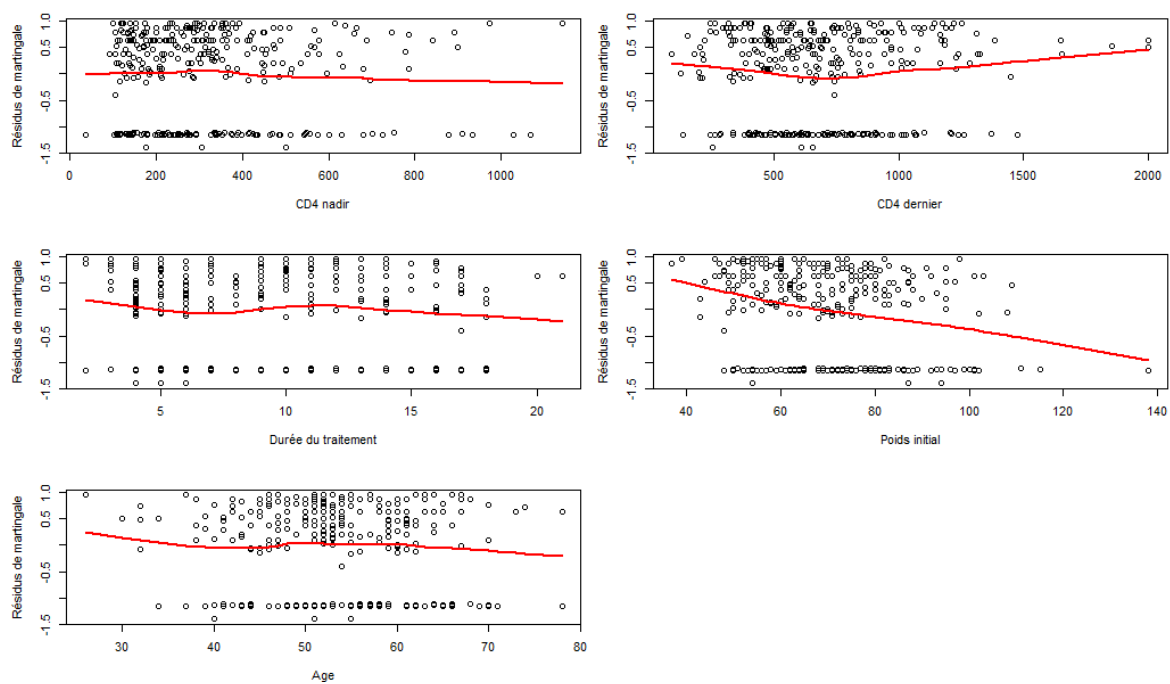 Résidus de martingale
1.0
0.5
-0.5
-1.5
0 200 400 600 800 1000
CD4 nadir
Résidus de martingale
1.0
0.5
-0.5
-1.5
500 1000 1500 2000
CD4 dernier
Résidus de martingale
1.0
0.5
-0.5
-1.5
5 10 15 20
Durée du traitement
Résidus de martingale
1.0
0.5
-0.5
-1.5
40 60 80 100 120 140
Poids initial
Résidus de martingale
1.0
0.5
-0.5
-1.5
30 40 50 60 70 80
Age